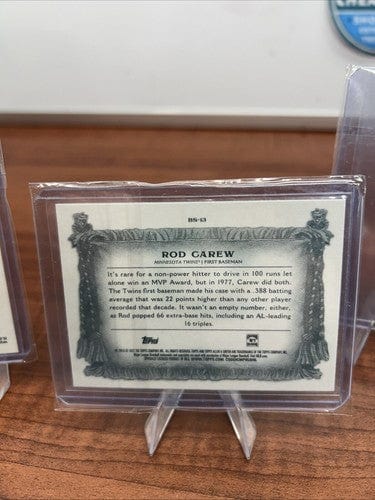 BS-13
ROD CAREW
MINNESOTA TWINS® | FIRST BASEMAN
It's rare for a non-power hitter to drive in 100 runs let
alone win an MVP Award, but in 1977, Carew did both.
The Twins first baseman made his case with a .388 batting
average that was 22 points higher than any other player
recorded that decade. It wasn't an empty number, either,
as Rod popped 66 extra-base hits, including an AL-leading
16 triples.
Topps